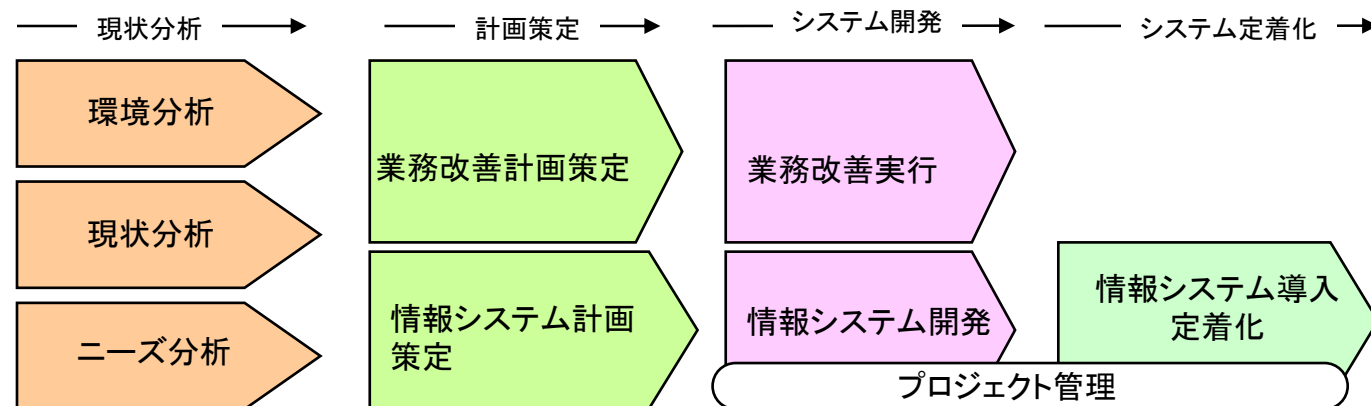 現状分析
計画策定
システム開発
システム定着化
環境分析
現状分析
ニーズ分析
業務改善計画策定
情報システム計画
策定
業務改善実行
情報システム開発
情報システム導入
定着化
プロジェクト管理